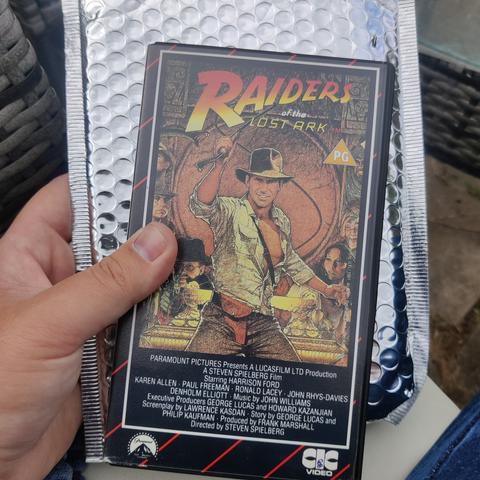 RAIDERS
of the
LOST ARK
PG
PARAMOUNT PICTURES Presents A LUCASFILM LTD Production
A STEVEN SPIELBERG Film
Starring HARRISON FORD
KAREN ALLEN · PAUL FREEMAN · RONALD LACEY · JOHN RHYS-DAVIES
DENHOLM ELLIOTT · Music by JOHN WILLIAMS
Executive Producers GEORGE LUCAS and HOWARD KAZANJIAN
Screenplay by LAWRENCE KASDAN · Story by GEORGE LUCAS and
PHILIP KAUFMAN · Produced by FRANK MARSHALL
Directed by STEVEN SPIELBERG
CIC
VIDEO